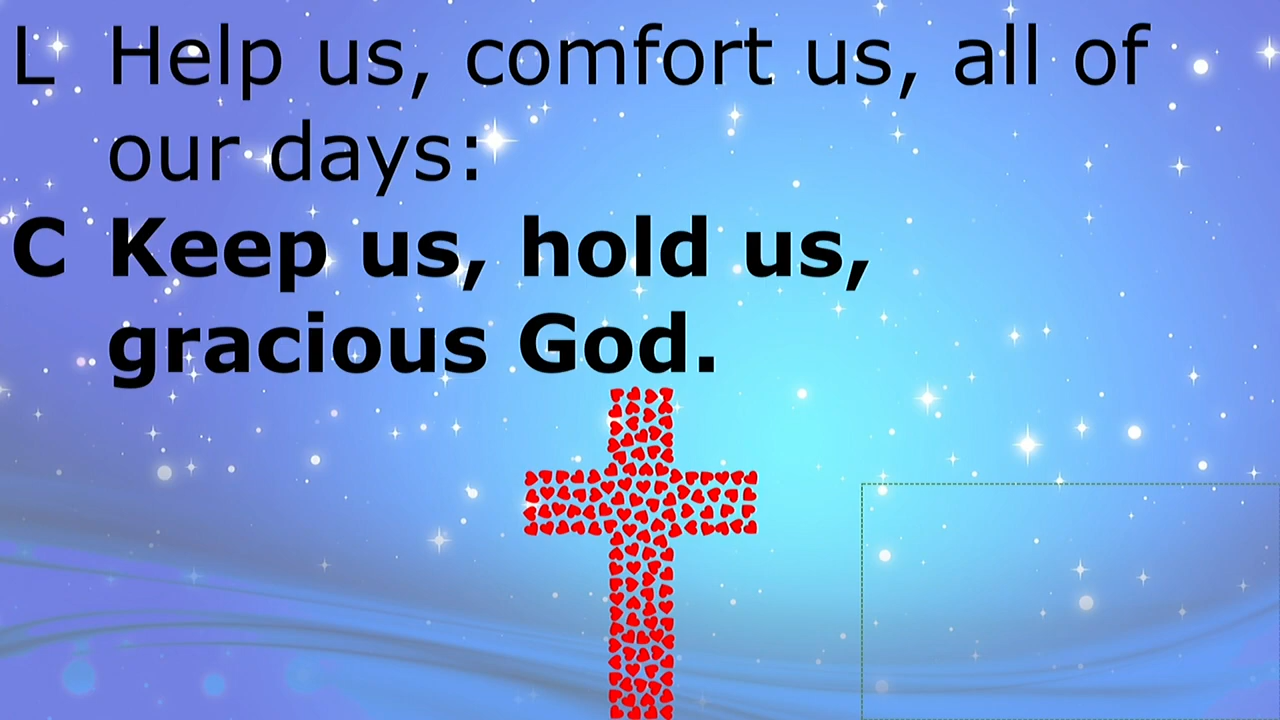 L Help us, comfort us, all of
our days:
C Keep us, hold us,
gracious God.